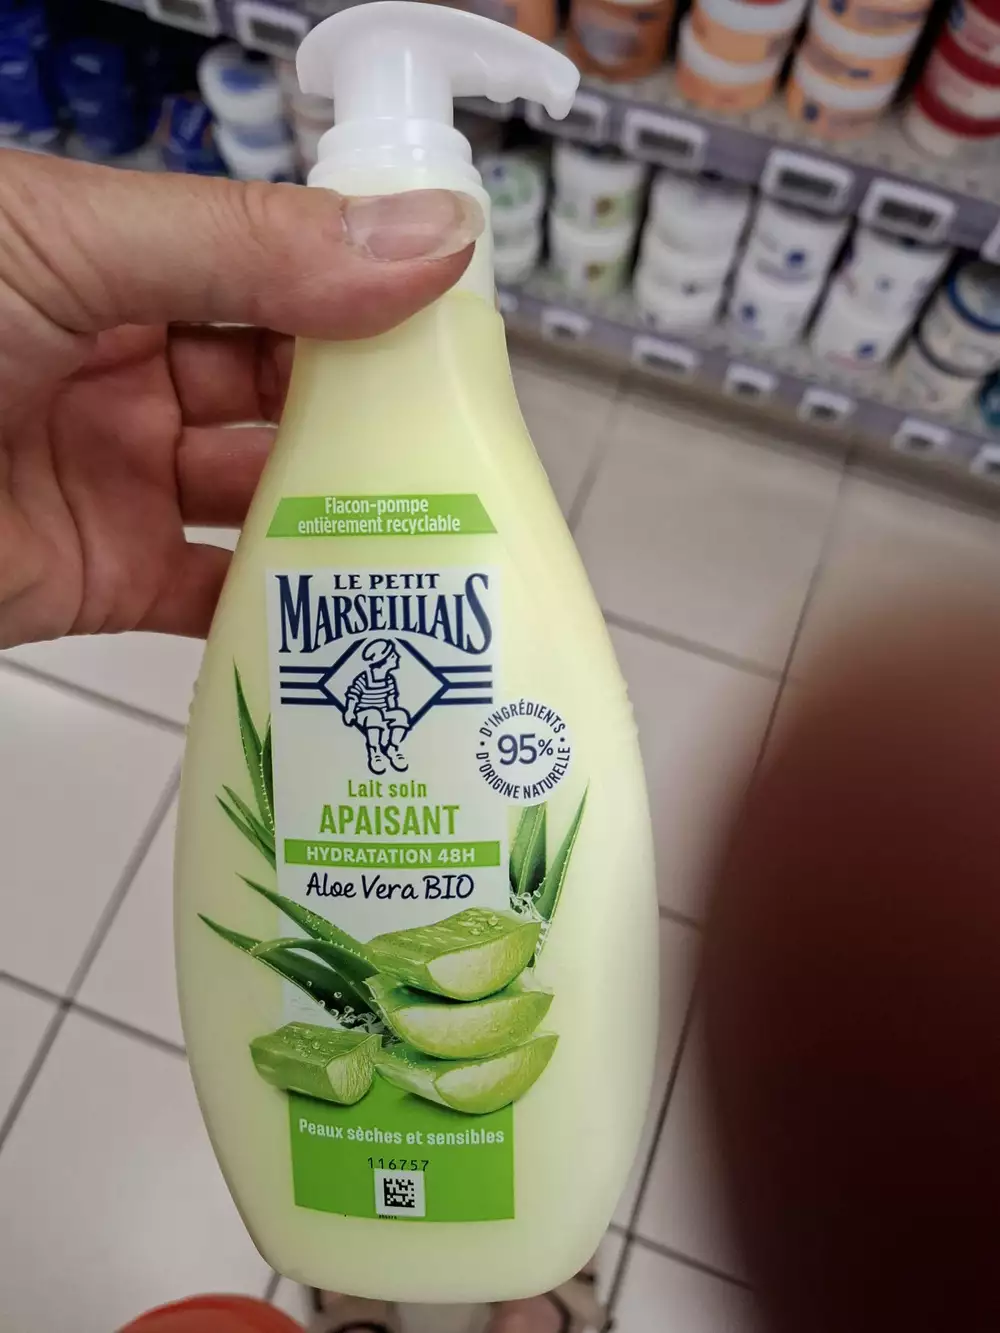 Flacon-pompe
entièrement recyclable
LE PETIT
MARSEILLAIS
D'INGRÉDIENTS
95%
D'ORIGINE NATURELLE
Lait soin
APAISANT
HYDRATATION 48H
Aloe Vera BIO
Peaux sèches et sensibles
116757